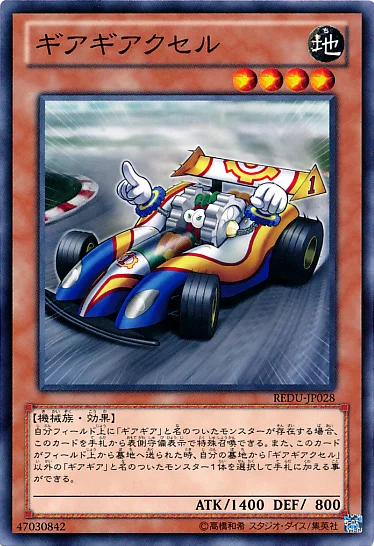 ギアギアクセル
地
1
REDU-JP028
【機械族・効果】
自分フィールド上に「ギアギア」と名のついたモンスターが存在する場合、
このカードを手札から表側守備表示で特殊召喚できる。また、このカードが
フィールド上から墓地へ送られた時、自分の墓地から「ギアギアクセル」
以外の「ギアギア」と名のついたモンスター1体を選択して手札に加える事
ができる。
ATK/1400 DEF/ 800
47030842
©高橋和希 スタジオ・ダイス/集英社